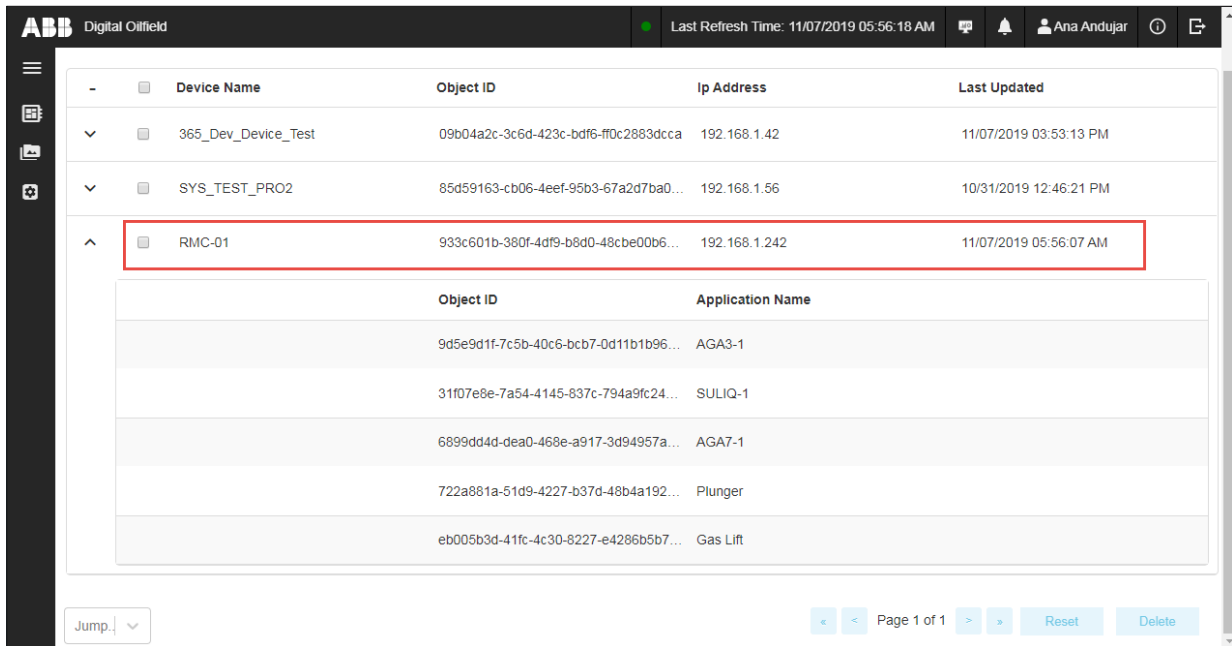 ABB Digital Oilfield Last Refresh Time: 11/07/2019 05:56:18 AM Ana Andujar
- Device Name Object ID Ip Address Last Updated
365_Dev_Device_Test 09b04a2c-3c6d-423c-bdf6-ff0c2883dcca 192.168.1.42 11/07/2019 03:53:13 PM
SYS_TEST_PRO2 85d59163-cb06-4eef-95b3-67a2d7ba0... 192.168.1.56 10/31/2019 12:46:21 PM
RMC-01 933c601b-380f-4df9-b8d0-48cbe00b6... 192.168.1.242 11/07/2019 05:56:07 AM
Object ID Application Name
9d5e9d1f-7c5b-40c6-bcb7-0d11b1b96... AGA3-1
31f07e8e-7a54-4145-837c-794a9fc24... SULIQ-1
6899dd4d-dea0-468e-a917-3d94957a... AGA7-1
722a881a-51d9-4227-b37d-48b4a192... Plunger
eb005b3d-41fc-4c30-8227-e4286b5b7... Gas Lift
Jump.. « < Page 1 of 1 > » Reset Delete